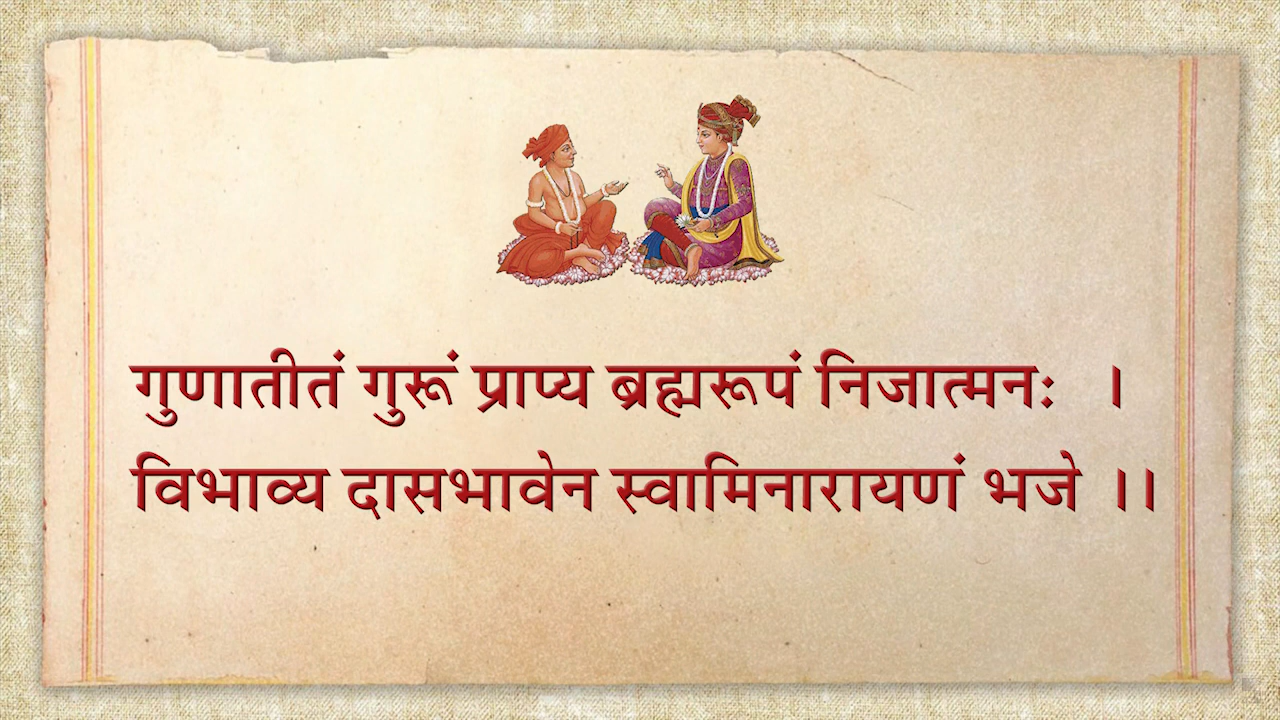 गुणातीतं गुरूं प्राप्य ब्रह्मरूपं निजात्मनः ।
विभाव्य दासभावेन स्वामिनारायणं भजे ।।